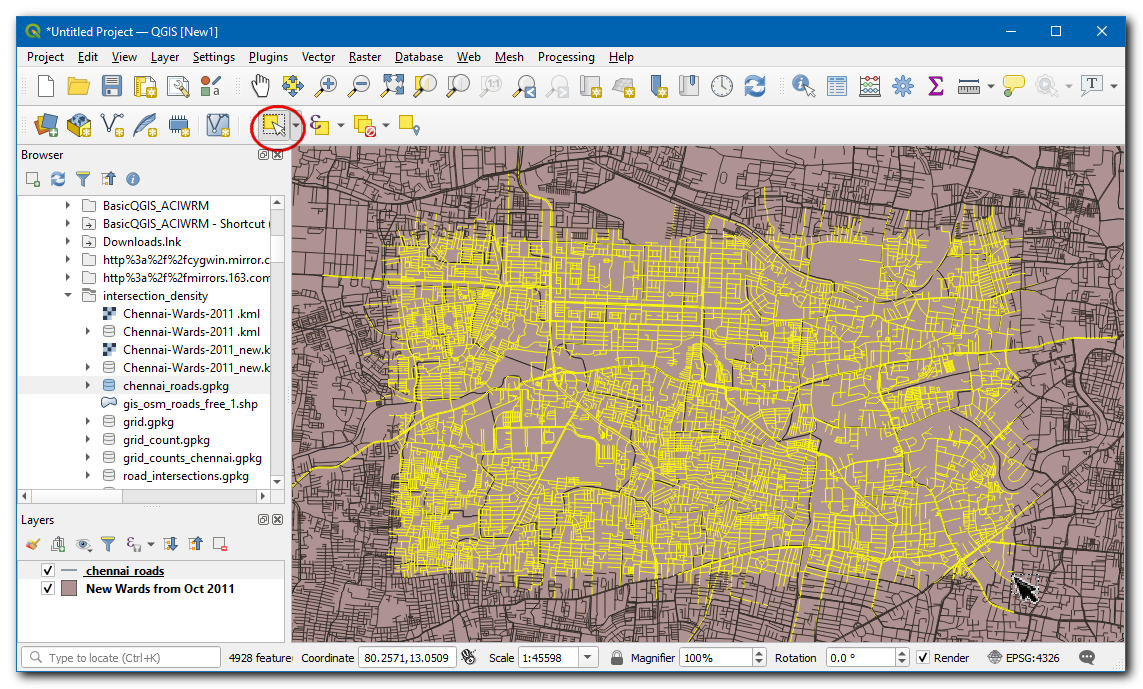 *Untitled Project — QGIS [New1]
Project Edit View Layer Settings Plugins Vector Raster Database Web Mesh Processing Help
Browser
BasicQGIS_ACIWRM
BasicQGIS_ACIWRM - Shortcut (
Downloads.lnk
http%3a%2f%2fcygwin.mirror.c
http%3a%2f%2fmirrors.163.com
intersection_density
Chennai-Wards-2011 .kml
Chennai-Wards-2011 .kml
Chennai-Wards-2011_new.k
Chennai-Wards-2011_new.k
chennai_roads.gpkg
gis_osm_roads_free_1.shp
grid.gpkg
grid_count.gpkg
grid_counts_chennai.gpkg
road_intersections.gpkg
Layers
chennai_roads
New Wards from Oct 2011
Type to locate (Ctrl+K) 4928 feature Coordinate 80.2571,13.0509 Scale 1:45598 Magnifier 100% Rotation 0.0 ° Render EPSG:4326